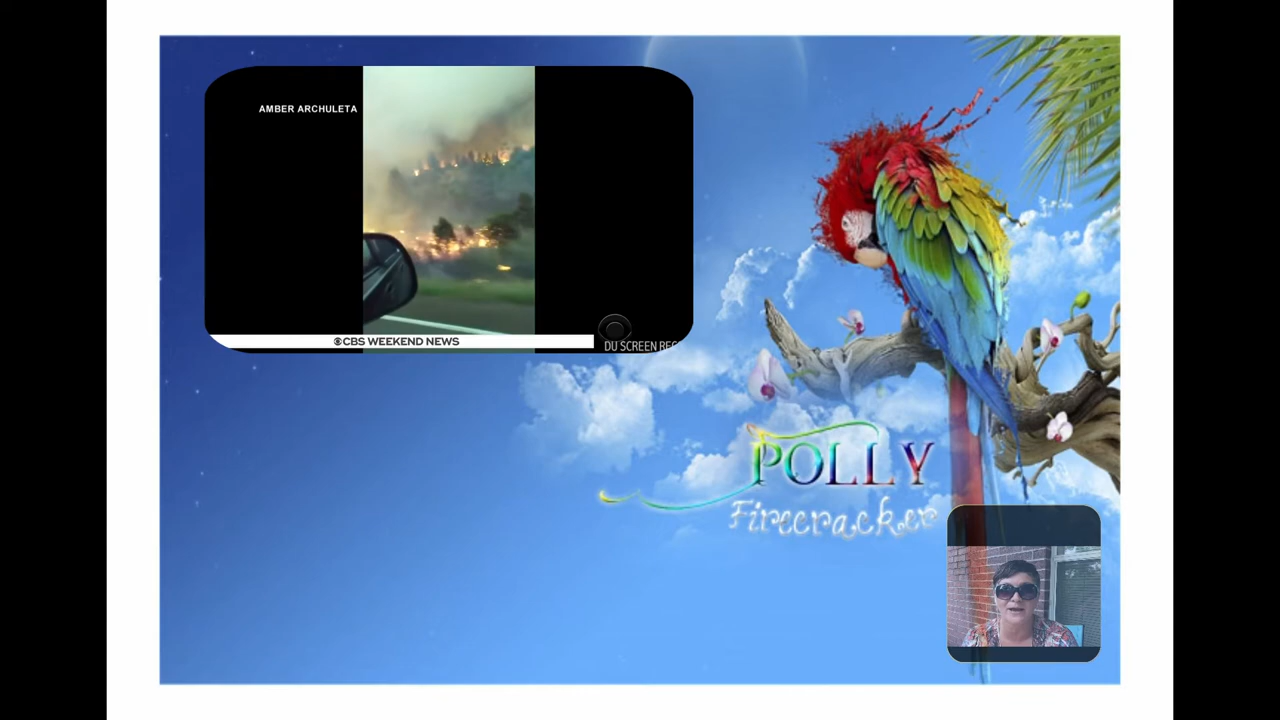 AMBER ARCHULETA
CBS WEEKEND NEWS
DU SCREEN REC
POLLY
Firecracker